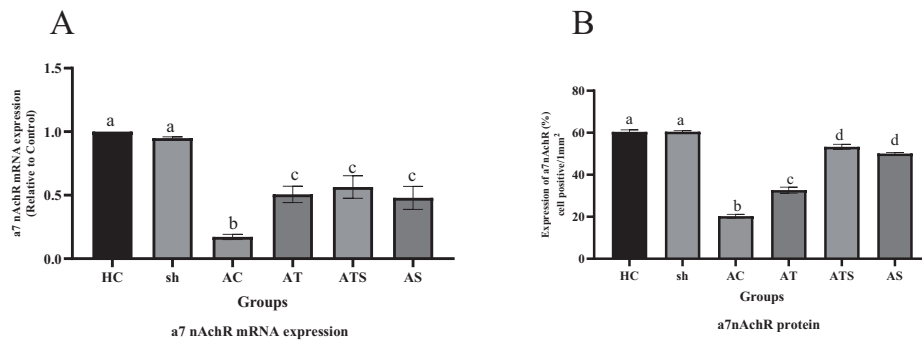 A
a7 nAchR mRNA expression
(Relative to Control)
1.5
1.0
0.5
0.0
a
a
b
c
c
c
HC
sh
AC
AT
ATS
AS
Groups
a7 nAchR mRNA expression
B
Expression of a7nAchR (%)
cell positive/1mm²
80
60
40
20
0
a
a
b
c
d
d
HC
sh
AC
AT
ATS
AS
Groups
a7nAchR protein